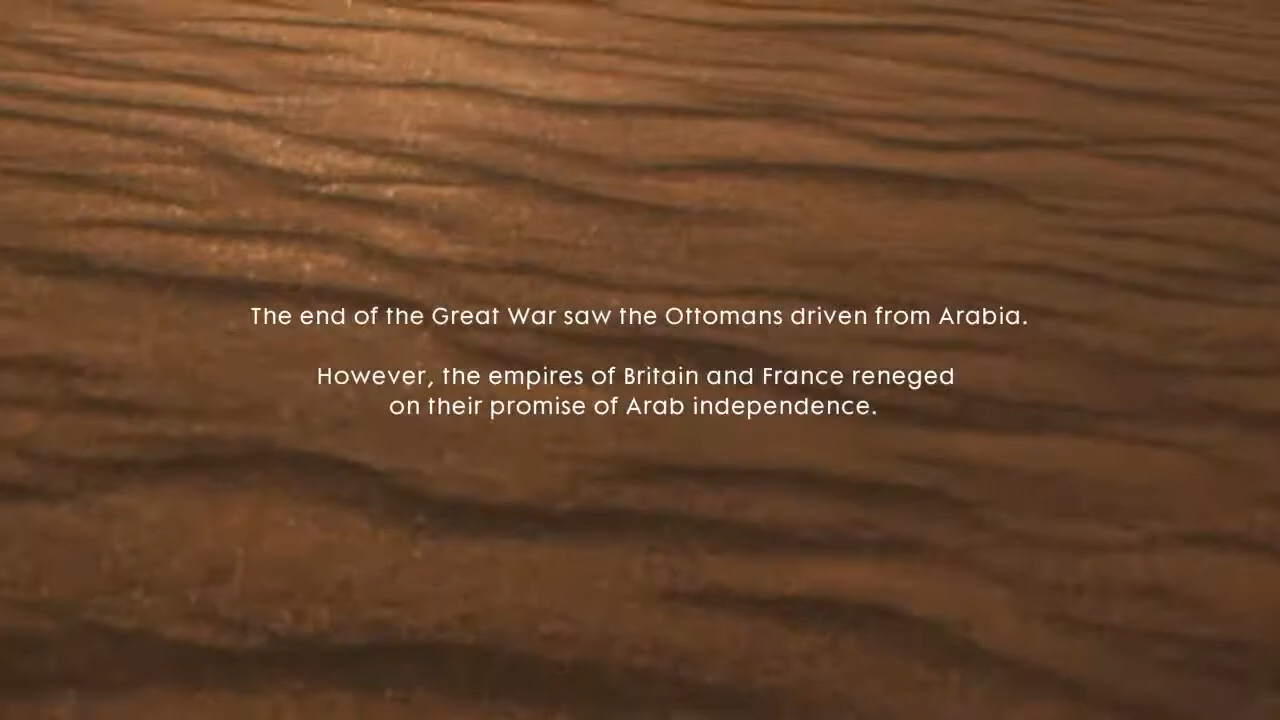 The end of the Great War saw the Ottomans driven from Arabia.
However, the empires of Britain and France reneged
on their promise of Arab independence.